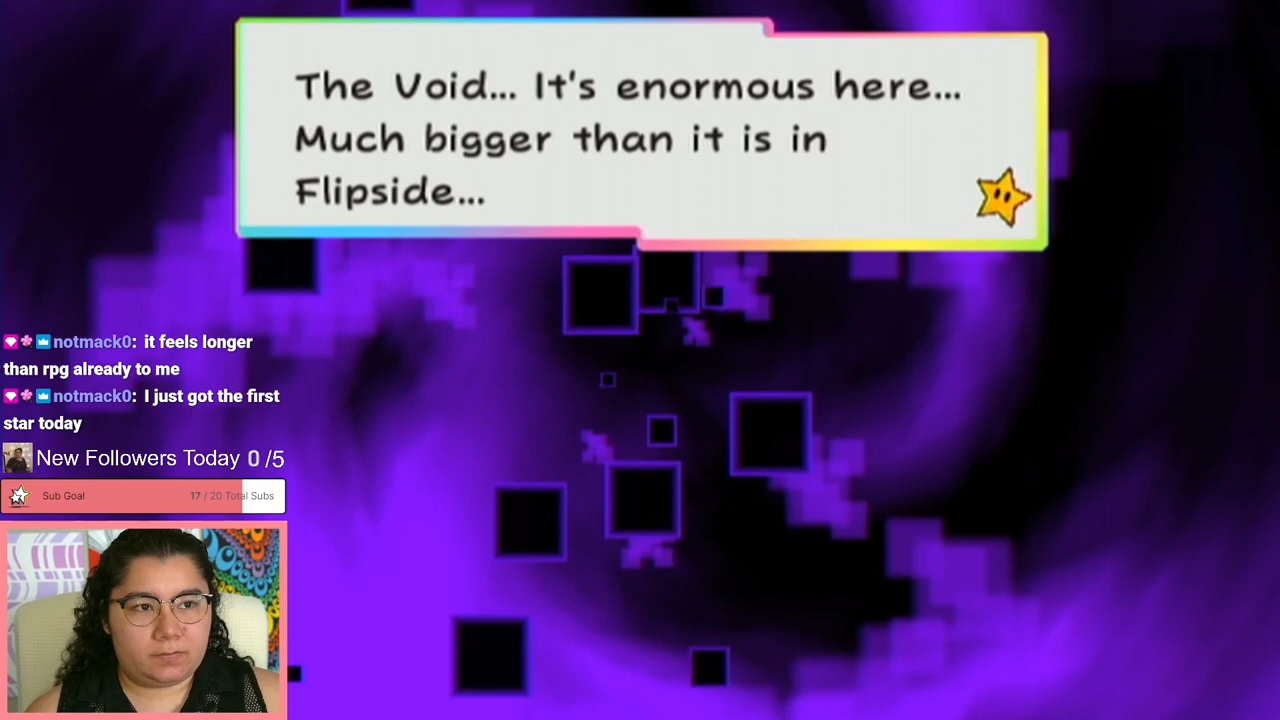 The Void... It's enormous here...
Much bigger than it is in
Flipside...
notmack0: it feels longer
than rpg already to me
notmack0: I just got the first
star today
New Followers Today 0 /5
Sub Goal 17 / 20 Total Subs